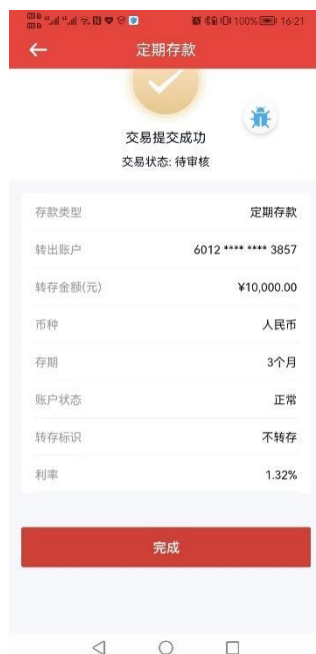 100% 16:21
定期存款
交易提交成功
交易状态: 待审核
存款类型 定期存款
转出账户 6012 **** **** 3857
转存金额(元) ¥10,000.00
币种 人民币
存期 3个月
账户状态 正常
转存标识 不转存
利率 1.32%
完成